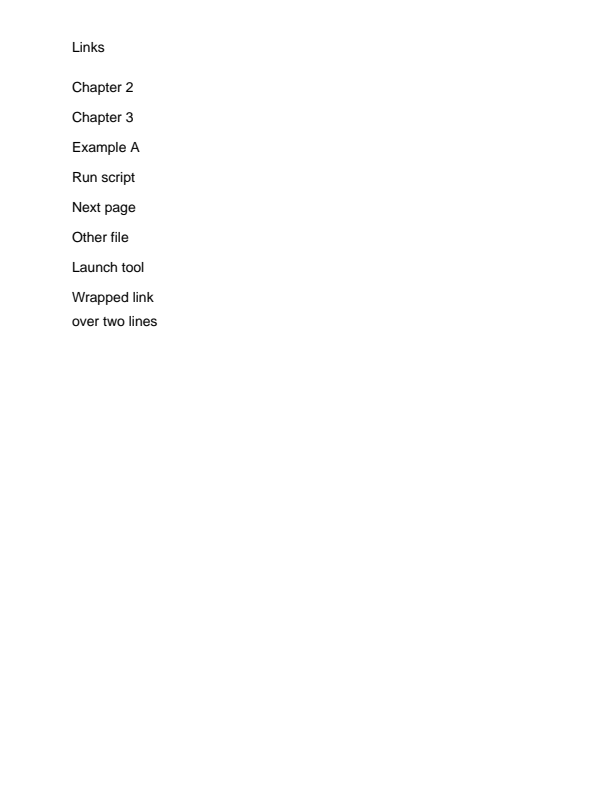 Links
Chapter 2
Chapter 3
Example A
Run script
Next page
Other file
Launch tool
Wrapped link
over two lines